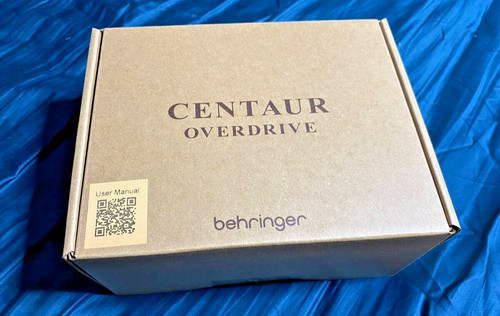 CENTAUR
OVERDRIVE
User Manual
behringer